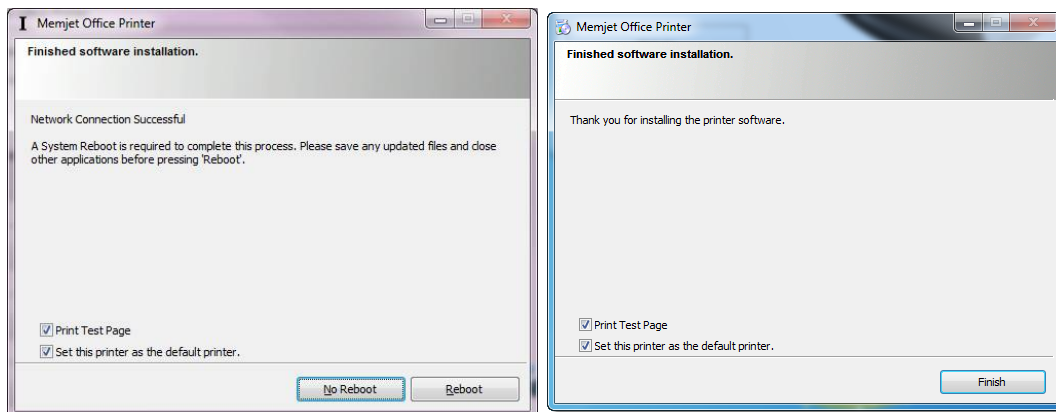 Memjet Office Printer
Finished software installation.
Network Connection Successful
A System Reboot is required to complete this process. Please save any updated files and close
other applications before pressing 'Reboot'.
Print Test Page
Set this printer as the default printer.
No Reboot
Reboot
Memjet Office Printer
Finished software installation.
Thank you for installing the printer software.
Print Test Page
Set this printer as the default printer.
Finish